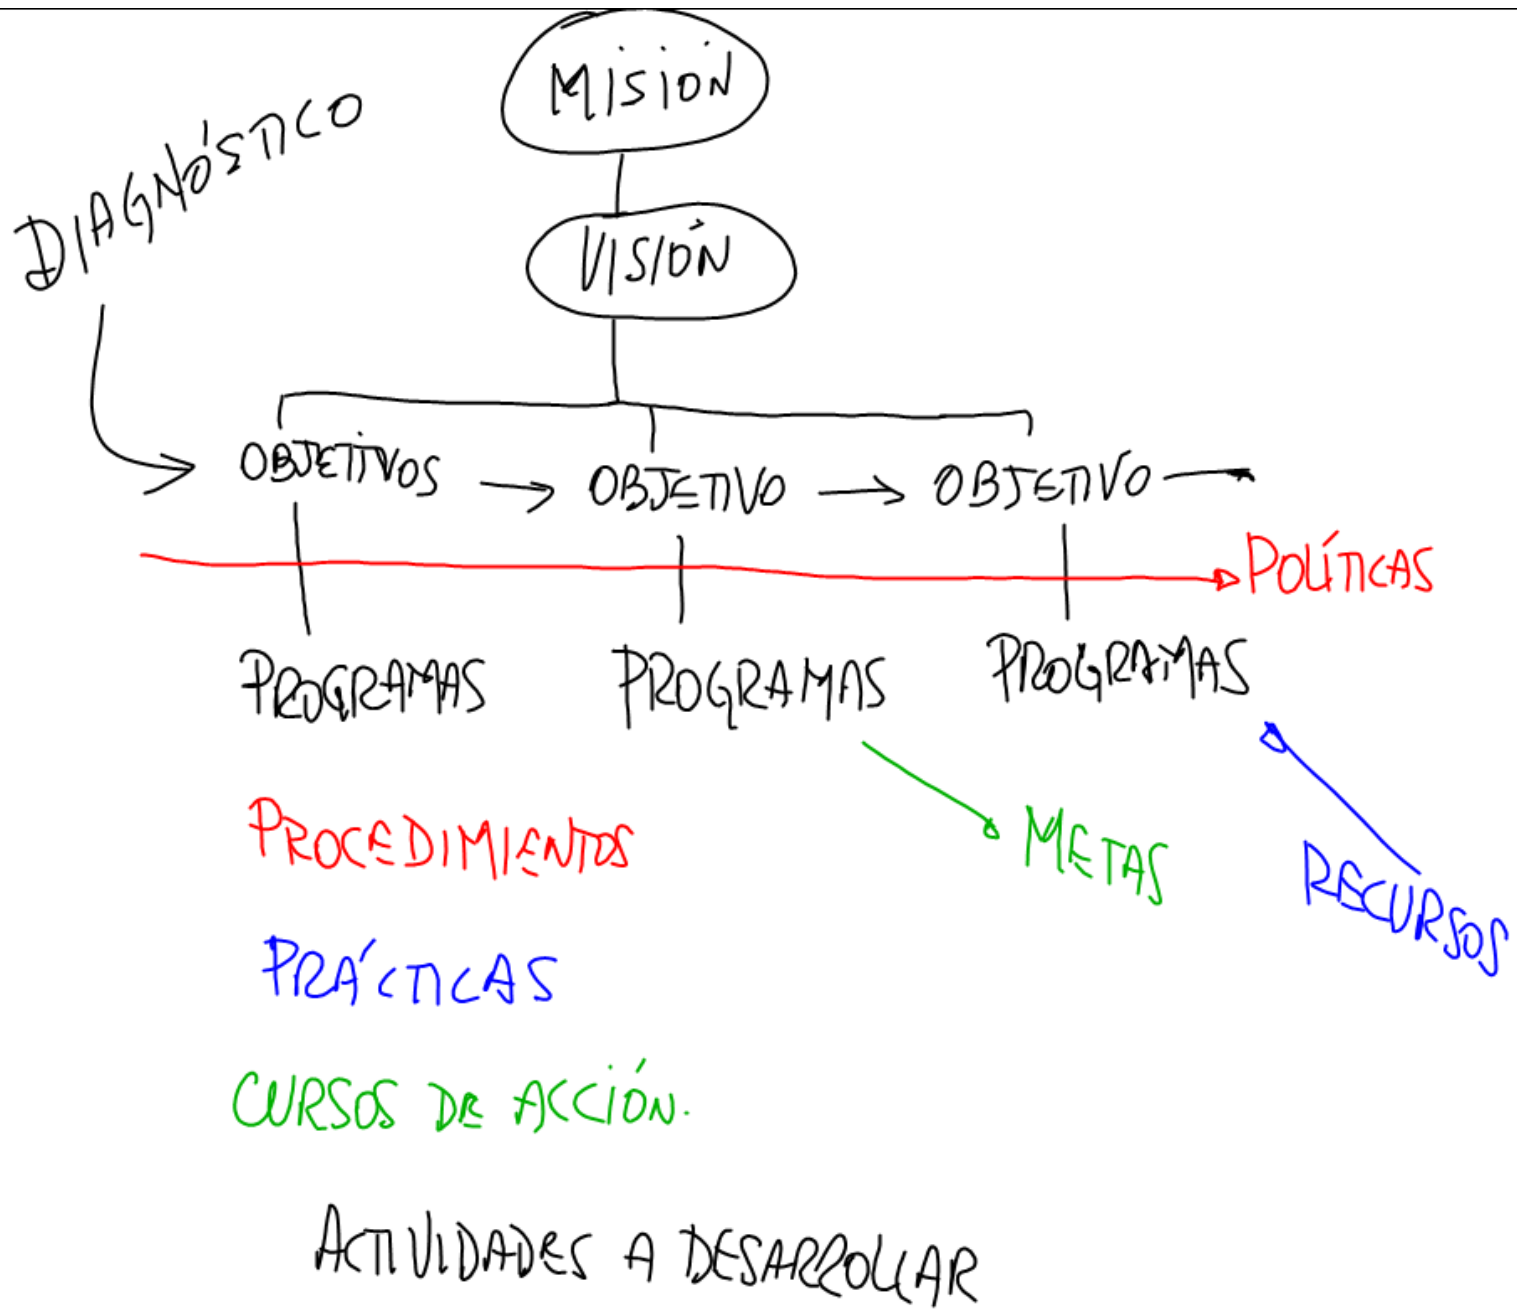 MISIÓN
DIAGNÓSTICO
VISIÓN
OBJETIVOS
OBJETIVO
OBJETIVO
POLÍTICAS
PROGRAMAS
PROGRAMAS
PROGRAMAS
PROCEDIMIENTOS
METAS
RECURSOS
PRÁCTICAS
CURSOS DE ACCIÓN.
ACTIVIDADES A DESARROLLAR